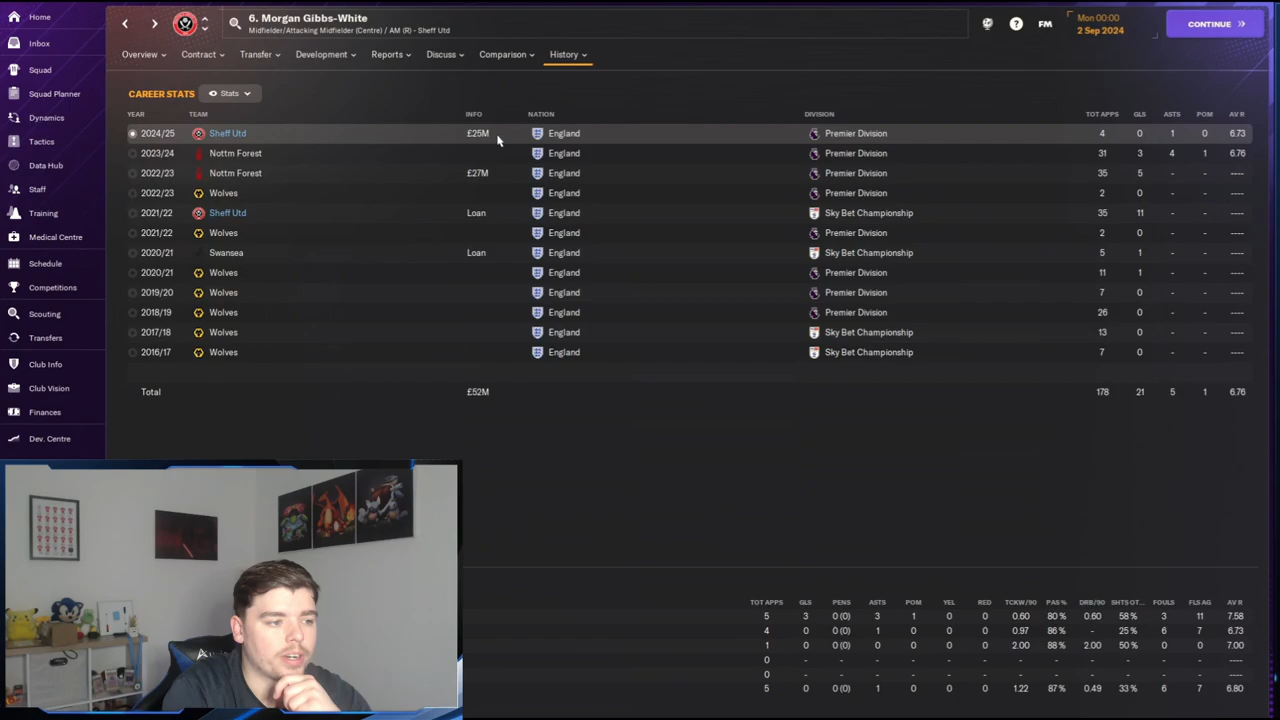 Home
6. Morgan Gibbs-White
Midfielder/Attacking Midfielder (Centre) / AM (R) - Sheff Utd
FM
Mon 00:00
2 Sep 2024
CONTINUE
Inbox
Overview Contract Transfer Development Reports Discuss Comparison History
Squad
Squad Planner
Dynamics
Tactics
Data Hub
Staff
Training
Medical Centre
Schedule
Competitions
Scouting
Transfers
Club Info
Club Vision
Finances
Dev. Centre
CAREER STATS Stats
YEAR TEAM INFO NATION DIVISION TOT APPS GLS ASTS POM AV R
2024/25 Sheff Utd £25M England Premier Division 4 0 1 0 6.73
2023/24 Nottm Forest England Premier Division 31 3 4 1 6.76
2022/23 Nottm Forest £27M England Premier Division 35 5 - - ----
2022/23 Wolves England Premier Division 2 0 - - ----
2021/22 Sheff Utd Loan England Sky Bet Championship 35 11 - - ----
2021/22 Wolves England Premier Division 2 0 - - ----
2020/21 Swansea Loan England Sky Bet Championship 5 1 - - ----
2020/21 Wolves England Premier Division 11 1 - - ----
2019/20 Wolves England Premier Division 7 0 - - ----
2018/19 Wolves England Premier Division 26 0 - - ----
2017/18 Wolves England Sky Bet Championship 13 0 - - ----
2016/17 Wolves England Sky Bet Championship 7 0 - - ----
Total £52M 178 21 5 1 6.76
TOT APPS GLS PENS ASTS POM YEL RED TCKW/90 PAS% DRB/90 SHTS OT... FOULS FLS AG AV R
5 3 0 (0) 3 1 0 0 0.60 80 % 0.60 58 % 3 11 7.58
4 0 0 (0) 1 0 0 0 0.97 86 % - 25 % 6 7 6.73
1 0 0 (0) 0 0 0 0 2.00 88 % 2.00 50 % 0 0 7.00
0 - - - - - - - - - - - - ----
0 - - - - - - - - - - - - ----
5 0 0 (0) 1 0 0 0 1.22 87 % 0.49 33 % 6 7 6.80